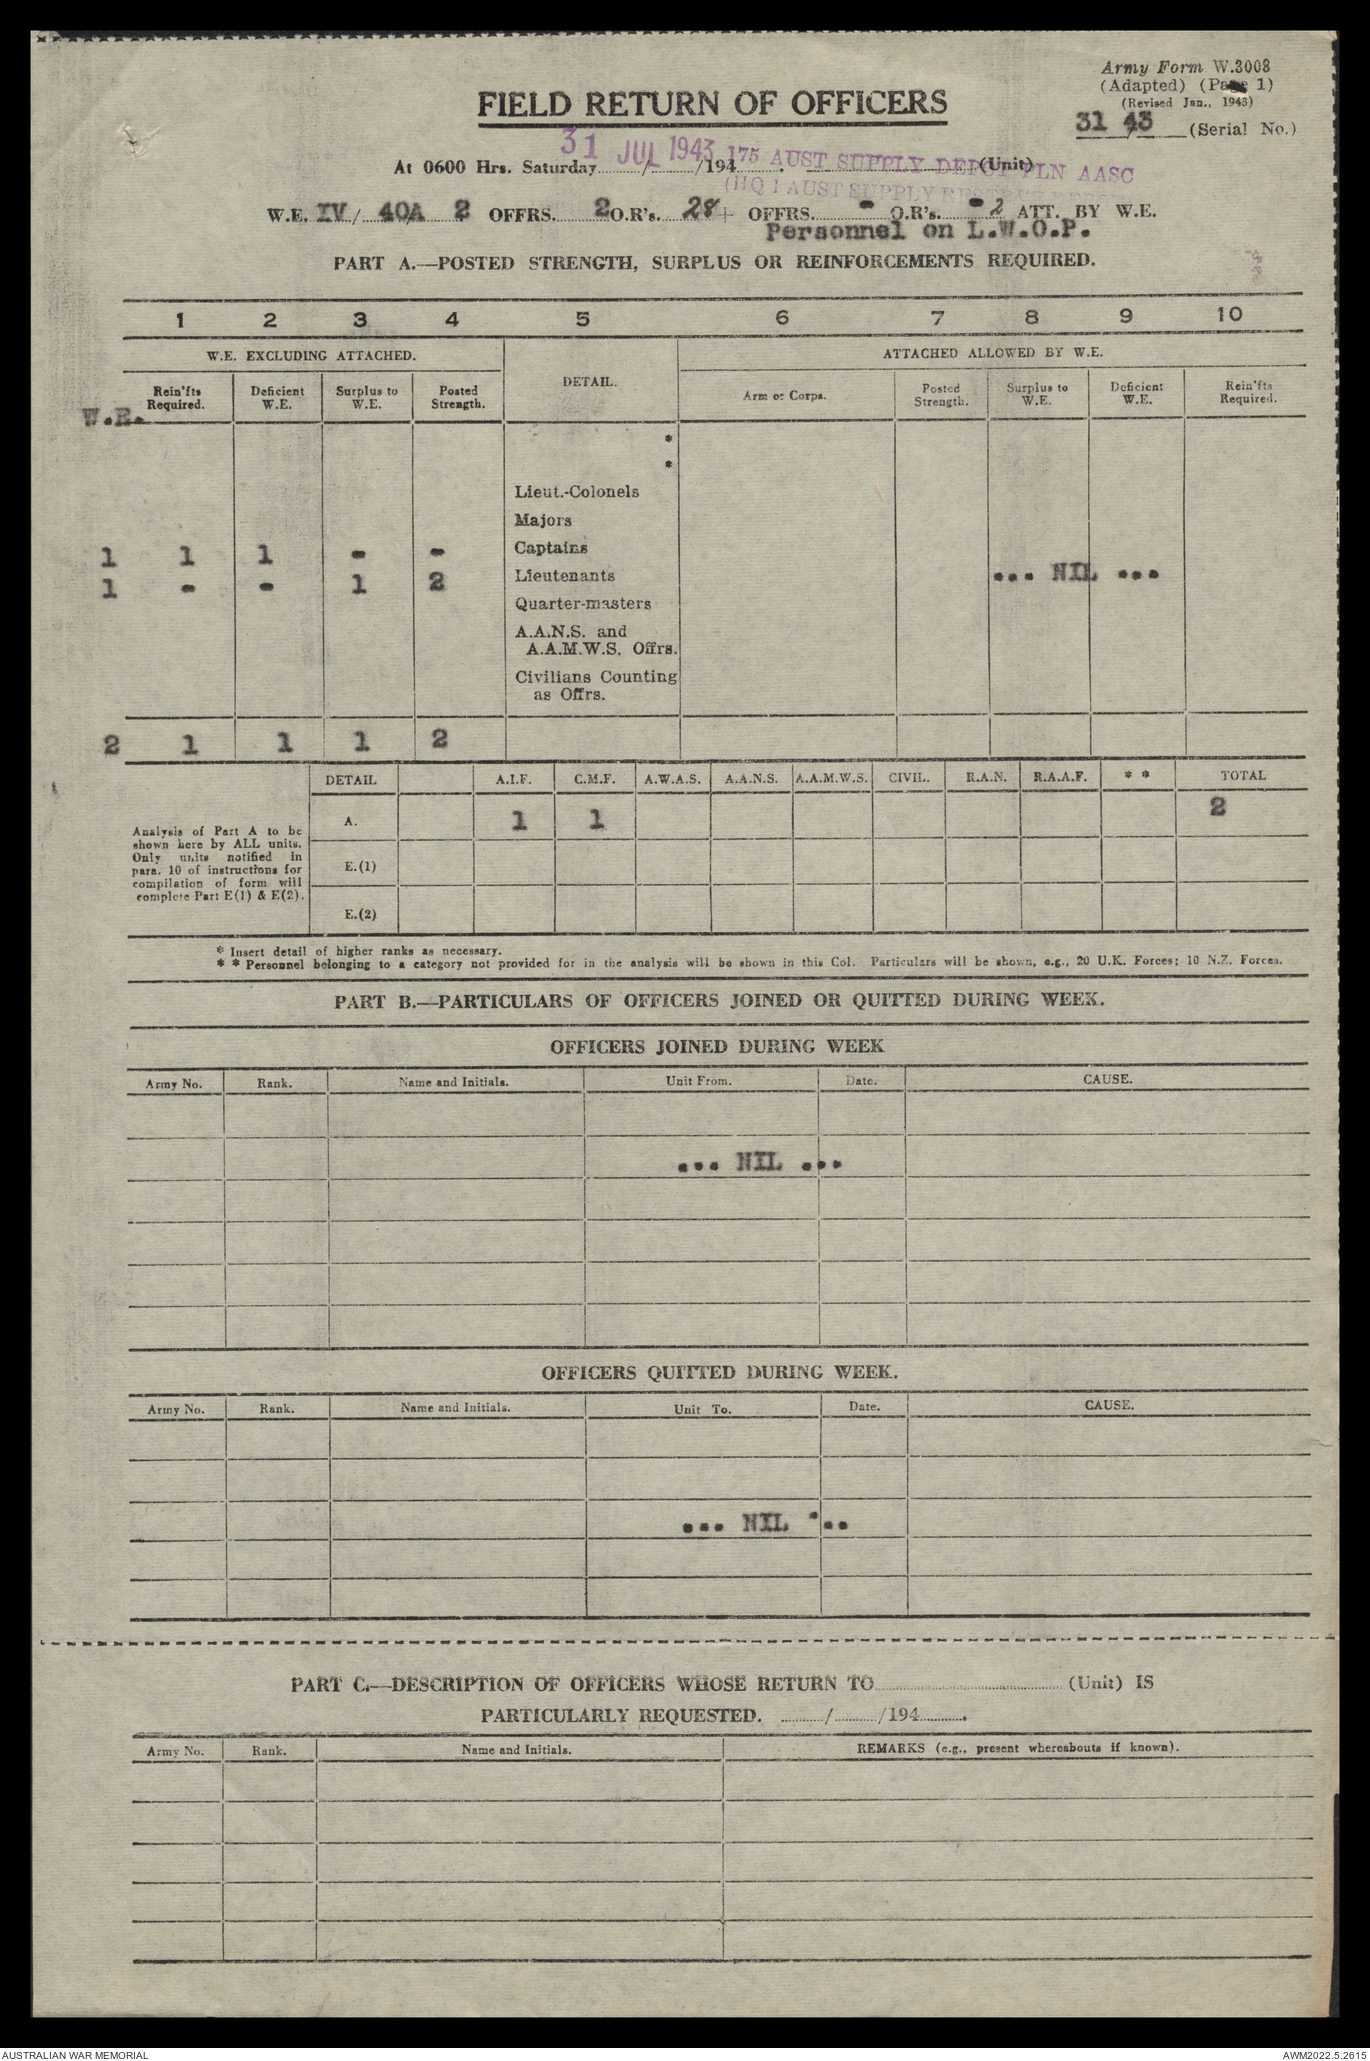 Army Form W.3008
(Adapted) (Page 1)
(Revised Jan., 1943)
31 43 (Serial No.)
FIELD RETURN OF OFFICERS
31 JUL 1943 175 AUST SUPPLY DEPOT PLN AASC
At 0600 Hrs. Saturday / /194 . (Unit)
(HQ 1 AUST SUPPLY RESERVE
W.E. IV/ 40A 2 OFFRS. 2 O.R's. 28 + OFFRS. - O.R's. - 2 ATT. BY W.E.
Personnel on L.W.O.P.
PART A.—POSTED STRENGTH, SURPLUS OR REINFORCEMENTS REQUIRED.
1 2 3 4 5 6 7 8 9 10
W.E. EXCLUDING ATTACHED. DETAIL. ATTACHED ALLOWED BY W.E.
Rein'fts Required. Deficient W.E. Surplus to W.E. Posted Strength. Arm or Corps. Posted Strength. Surplus to W.E. Deficient W.E. Rein'fts Required.
W.E.
*
*
Lieut.-Colonels
Majors
1 1 1 - - Captains
1 - - 1 2 Lieutenants ... NIL ...
Quarter-masters
A.A.N.S. and
A.A.M.W.S. Offrs.
Civilians Counting
as Offrs.
2 1 1 1 2
DETAIL A.I.F. C.M.F. A.W.A.S. A.A.N.S. A.A.M.W.S. CIVIL. R.A.N. R.A.A.F. * * TOTAL
A. 1 1 2
Analysis of Part A to be
shown here by ALL units.
Only units notified in
para. 10 of instructions for
compilation of form will
complete Part E(1) & E(2).
E.(1)
E.(2)
* Insert detail of higher ranks as necessary.
* * Personnel belonging to a category not provided for in the analysis will be shown in this Col. Particulars will be shown, e.g., 20 U.K. Forces; 10 N.Z. Forces.
PART B.—PARTICULARS OF OFFICERS JOINED OR QUITTED DURING WEEK.
OFFICERS JOINED DURING WEEK
Army No. Rank. Name and Initials. Unit From. Date. CAUSE.
... NIL ...
OFFICERS QUITTED DURING WEEK.
Army No. Rank. Name and Initials. Unit To. Date. CAUSE.
... NIL ...
PART C.—DESCRIPTION OF OFFICERS WHOSE RETURN TO (Unit) IS
PARTICULARLY REQUESTED. / /194 .
Army No. Rank. Name and Initials. REMARKS (e.g., present whereabouts if known).
AUSTRALIAN WAR MEMORIAL AWM2022.5.2615